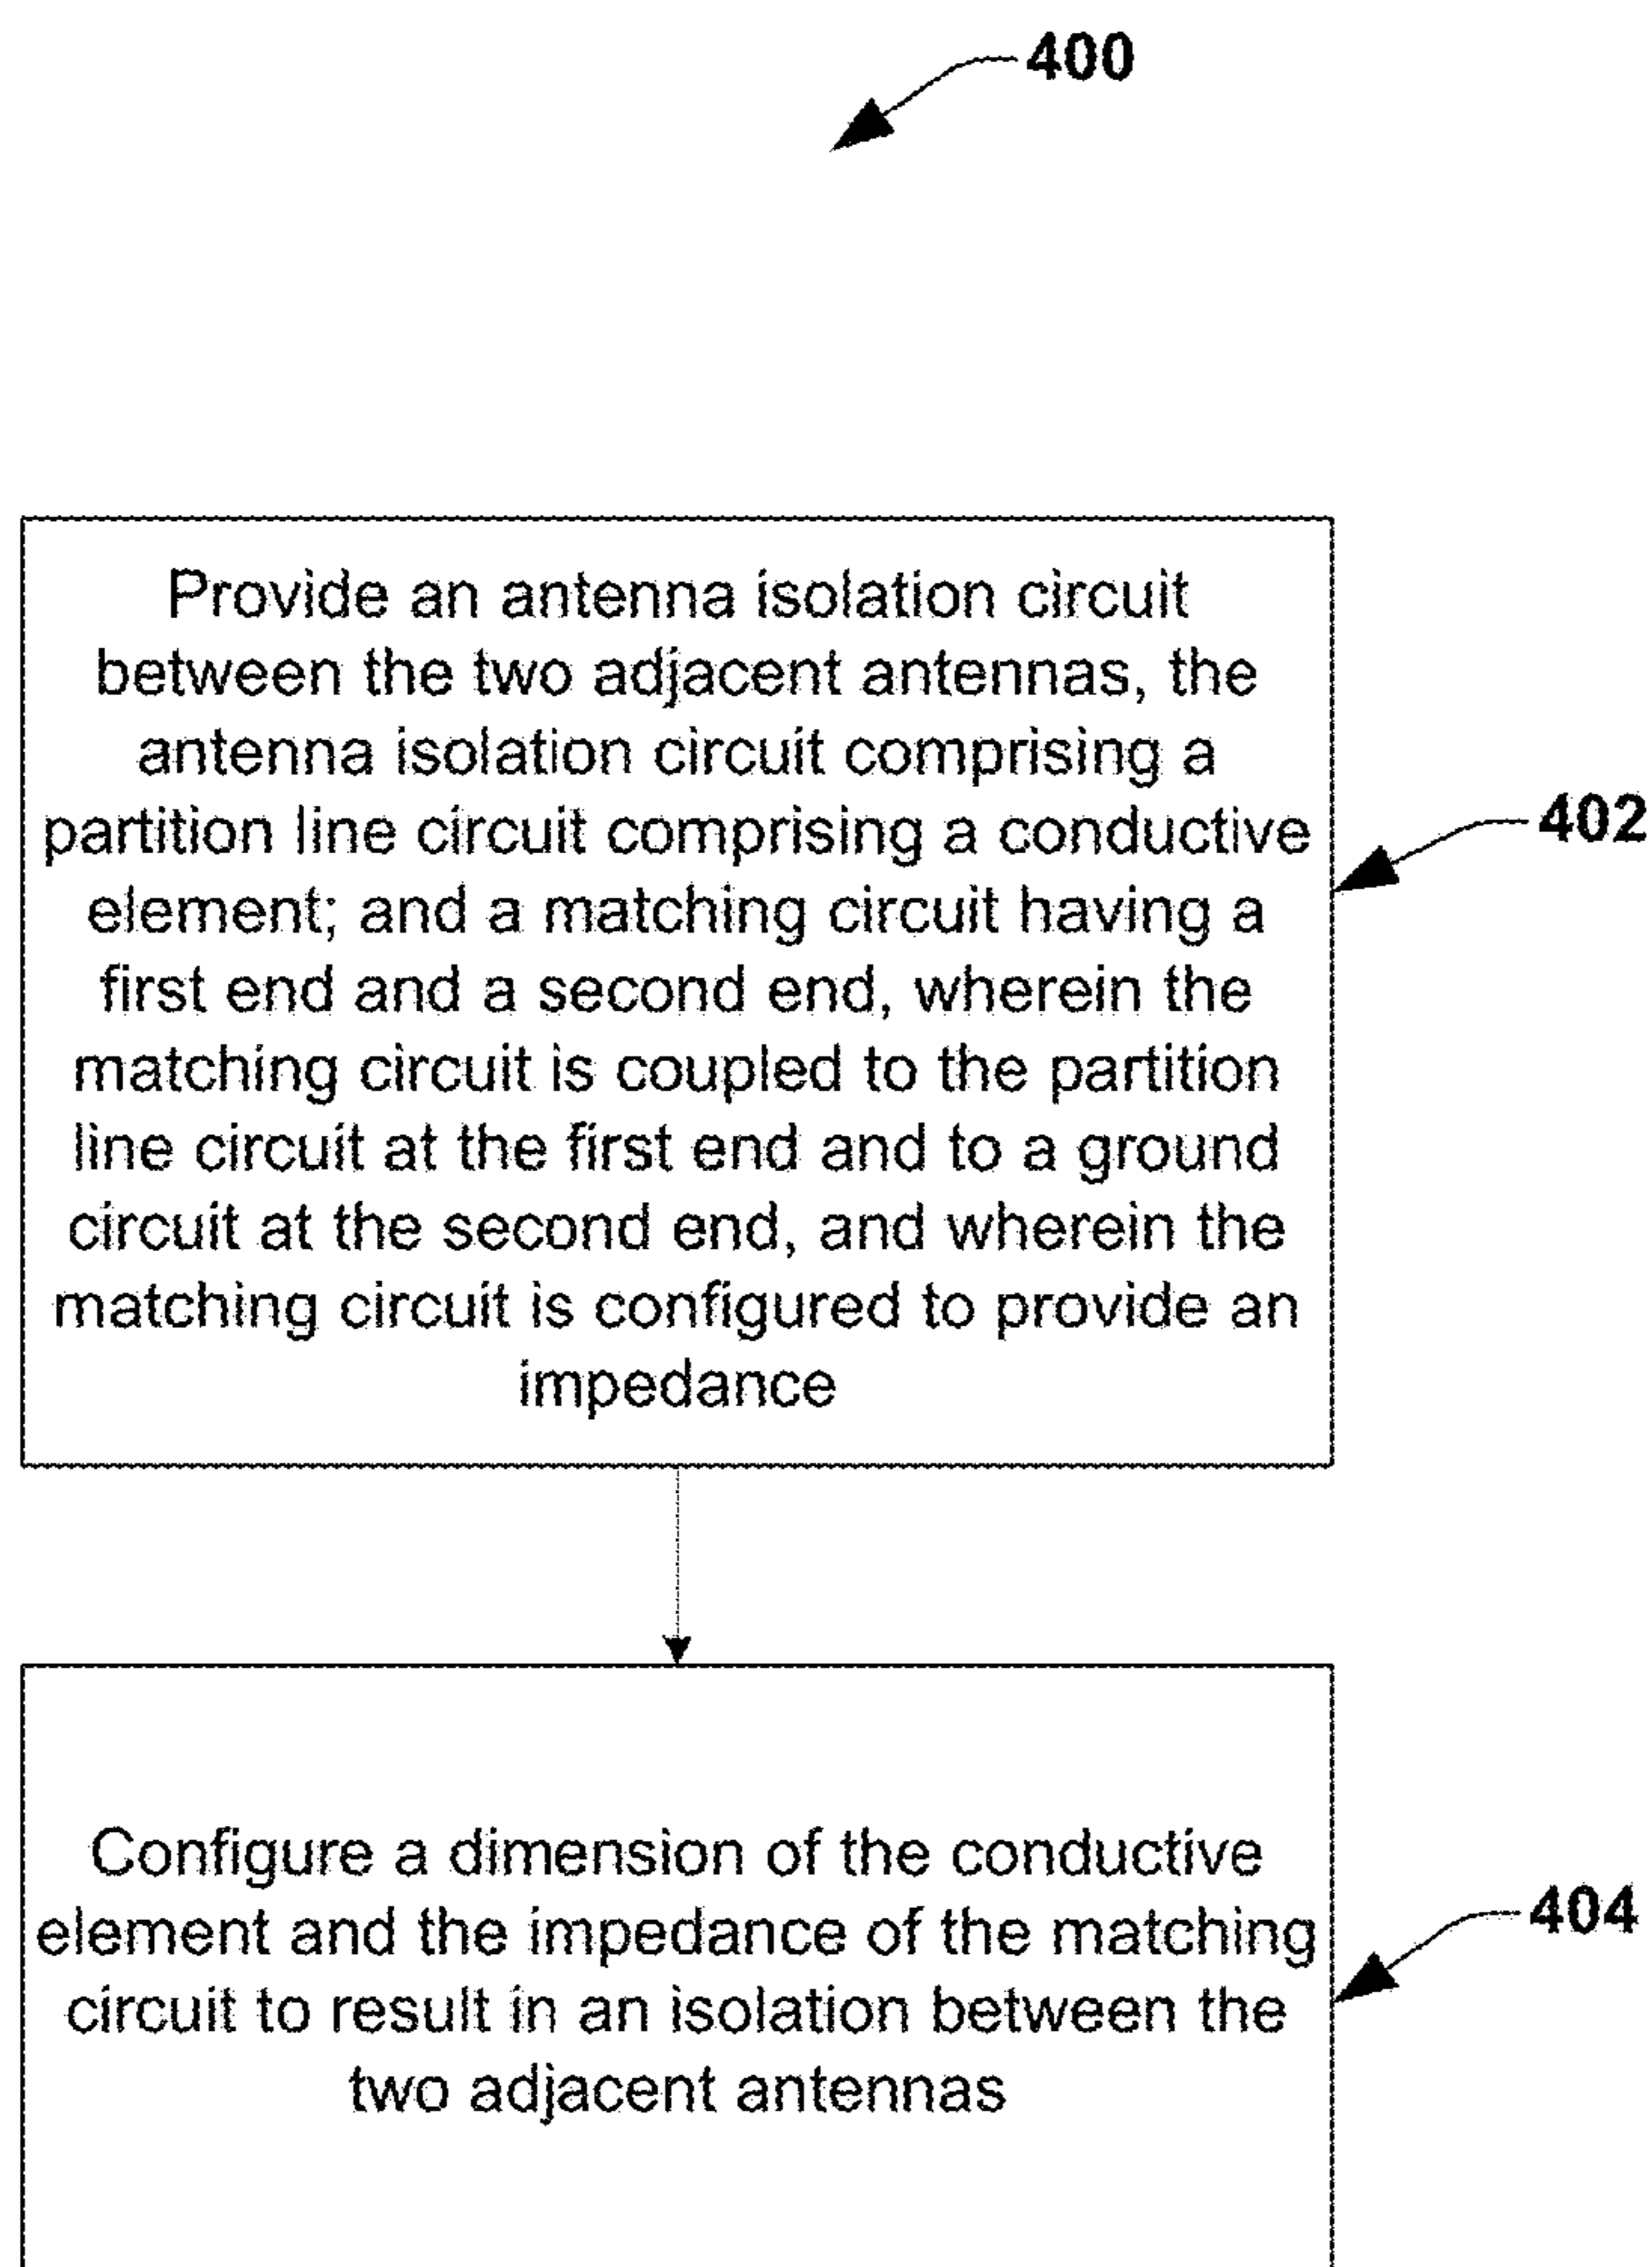 400
Provide an antenna isolation circuit
between the two adjacent antennas, the
antenna isolation circuit comprising a
partition line circuit comprising a conductive
element; and a matching circuit having a
first end and a second end, wherein the
matching circuit is coupled to the partition
line circuit at the first end and to a ground
circuit at the second end, and wherein the
matching circuit is configured to provide an
impedance
402
Configure a dimension of the conductive
element and the impedance of the matching
circuit to result in an isolation between the
two adjacent antennas
404